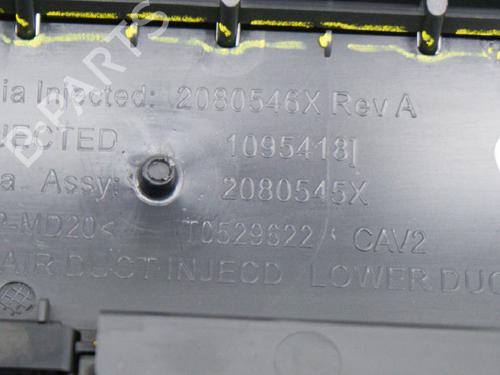 B PARTS
ia Injected: 2080546X Rev A
JECTED. 1095418]
a Assy: 2080545X
P-MD20< T0529622 CAV2
AIR DUCT INJECD LOWER DUC